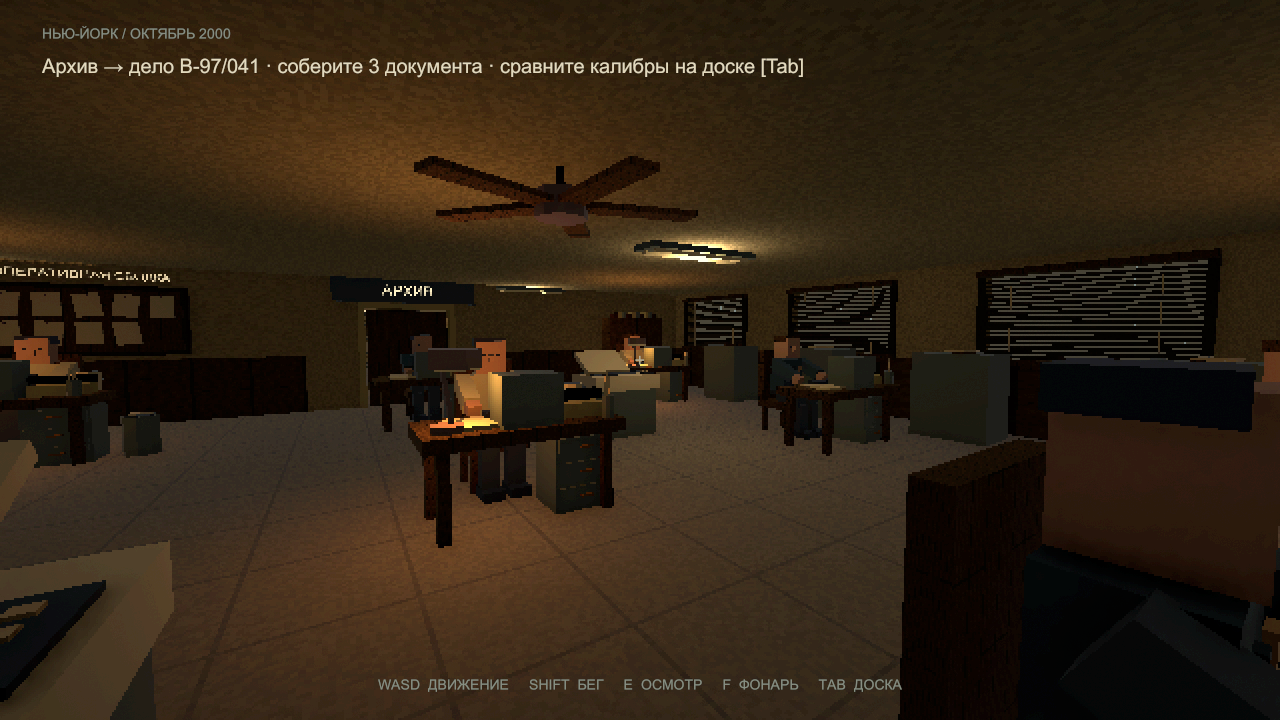 НЬЮ-ЙОРК / ОКТЯБРЬ 2000
Архив → дело B-97/041 · соберите 3 документа · сравните калибры на доске [Tab]
АРХИВ
WASD ДВИЖЕНИЕ SHIFT БЕГ E ОСМОТР F ФОНАРЬ TAB ДОСКА